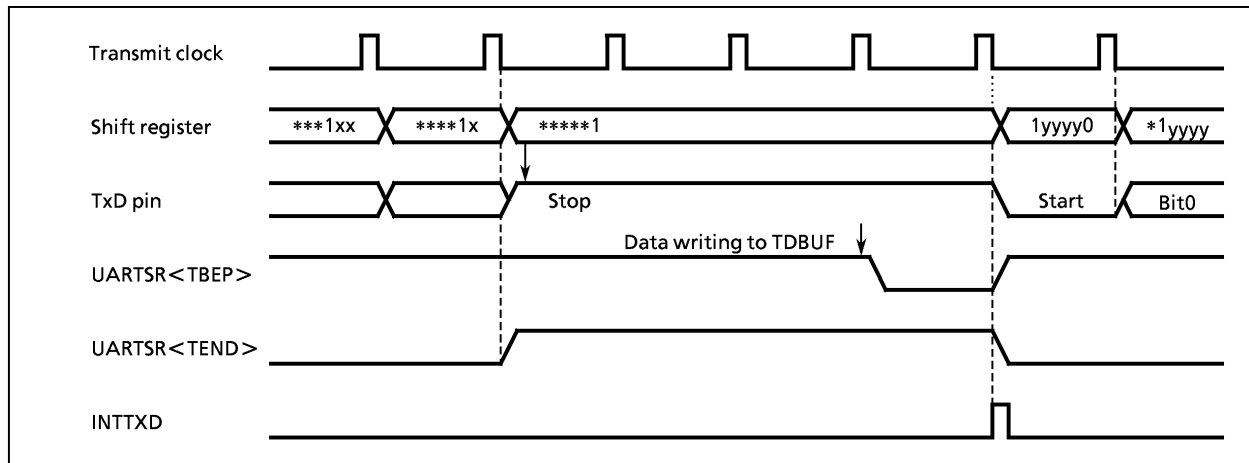 Transmit clock
Shift register
***1xx
****1x
*****1
1yyyy0
*1yyyy
TxD pin
Stop
Start
Bit0
Data writing to TDBUF
UARTSR<TBEP>
UARTSR<TEND>
INTTXD